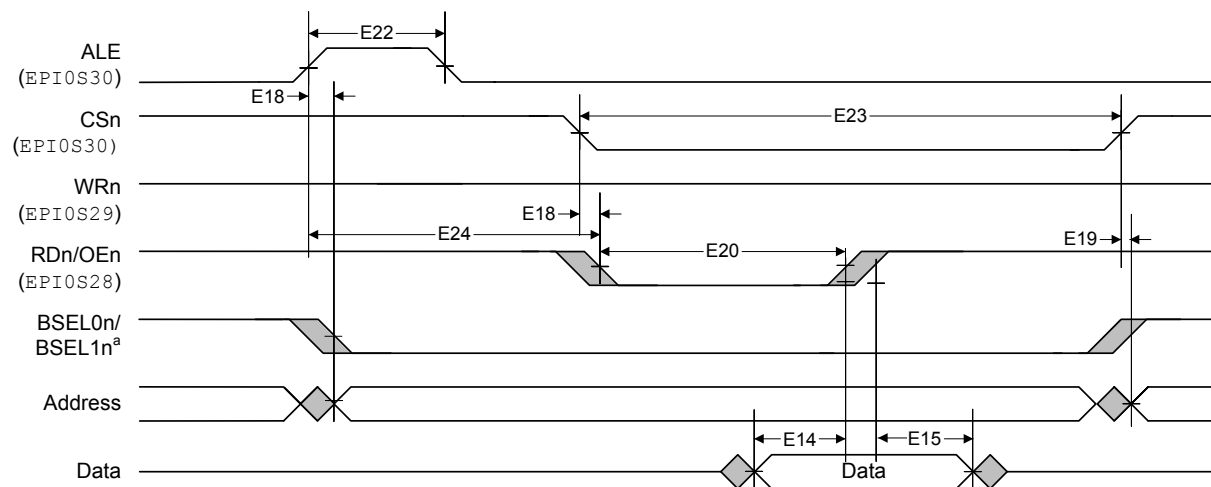 E22
ALE
(EPI0S30)
E18
CSn
E23
(EPI0S30)
WRn
(EPI0S29)
E18
E24
E20
E19
RDn/OEn
(EPI0S28)
BSEL0n/
BSEL1nª
Address
E14
E15
Data
Data